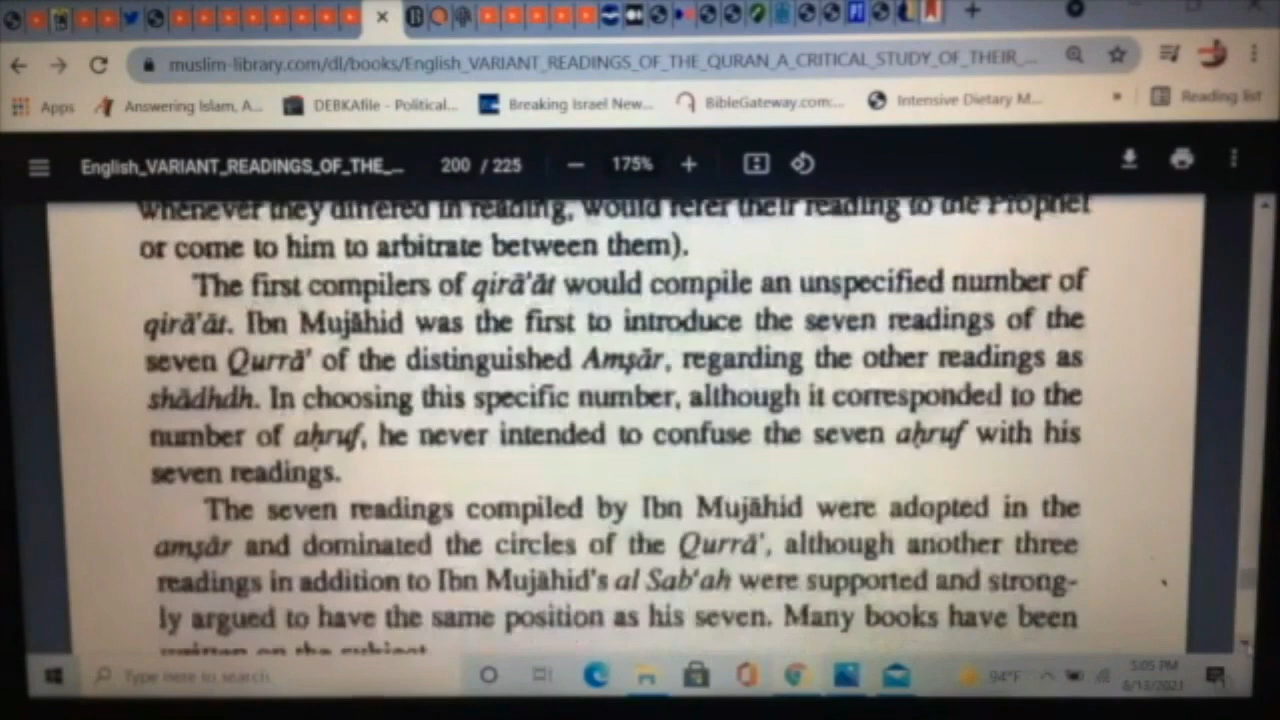 muslim-library.com/dl/books/English_VARIANT_READINGS_OF_THE_QURAN_A_CRITICAL_STUDY_OF_THEIR_...
Apps Answering Islam, A... DEBKAfile - Political... Breaking Israel New... BibleGateway.com:... Intensive Dietary M... » Reading list
English_VARIANT_READINGS_OF_THE_... 200 / 225 — 175% +
whenever they differed in reading, would refer their reading to the Prophet
or come to him to arbitrate between them).
The first compilers of qirā'āt would compile an unspecified number of
qirā'āt. Ibn Mujāhid was the first to introduce the seven readings of the
seven Qurrā' of the distinguished Amṣār, regarding the other readings as
shādhdh. In choosing this specific number, although it corresponded to the
number of aḥruf, he never intended to confuse the seven aḥruf with his
seven readings.
The seven readings compiled by Ibn Mujāhid were adopted in the
amṣār and dominated the circles of the Qurrā', although another three
readings in addition to Ibn Mujāhid's al Sab'ah were supported and strong-
ly argued to have the same position as his seven. Many books have been
written on the subject.
Type here to search
94°F
5:05 PM
8/13/2021